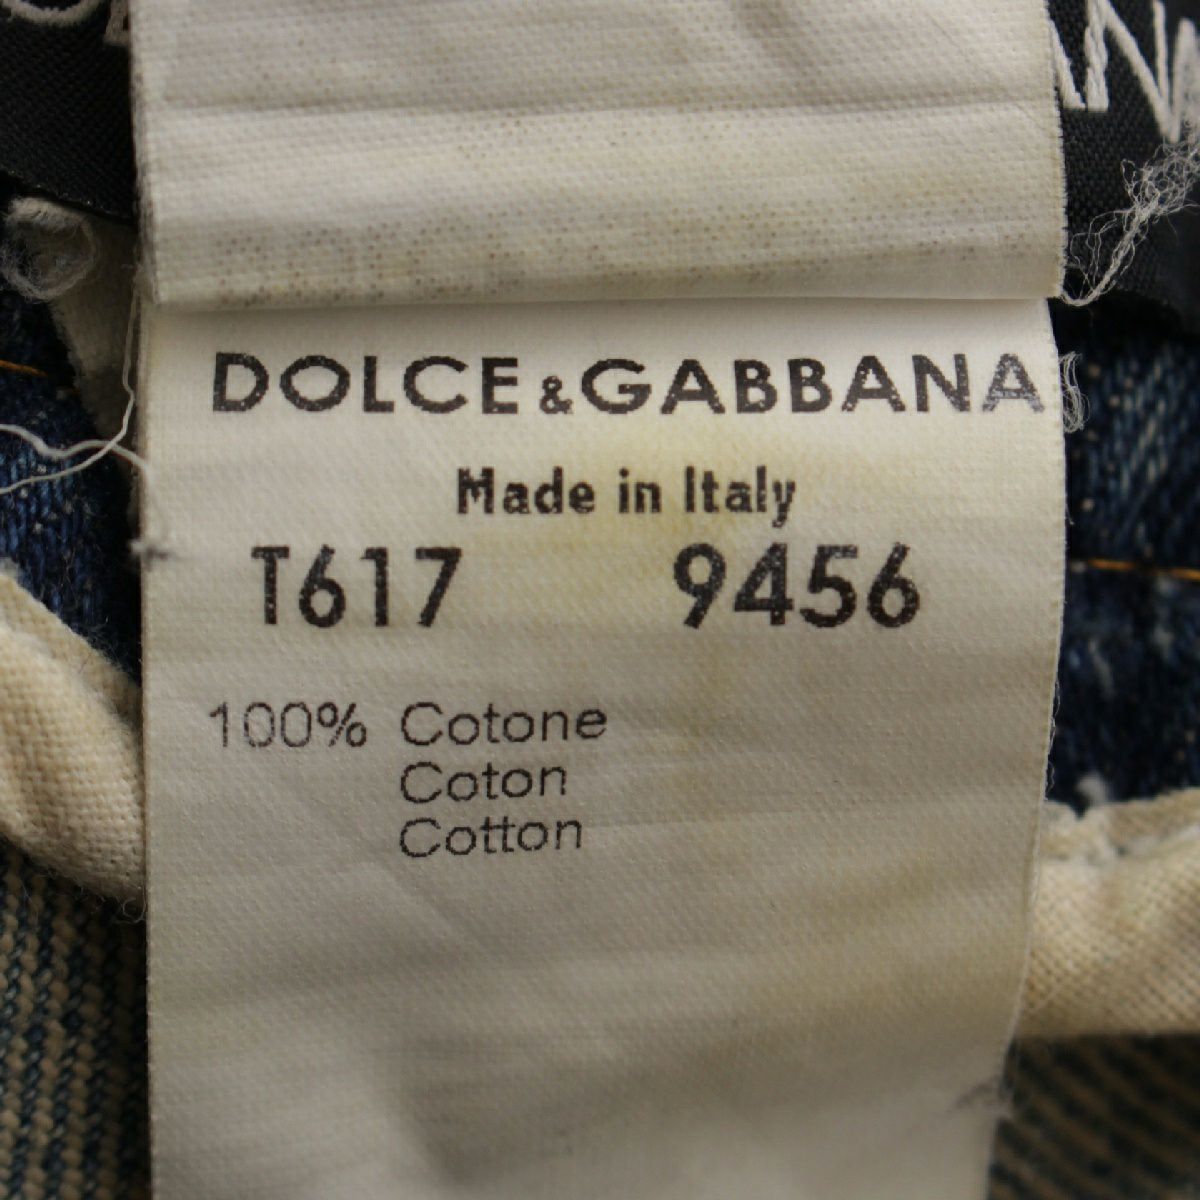 DOLCE & GABBANA
Made in Italy
T617 9456
100% Cotone
Coton
Cotton